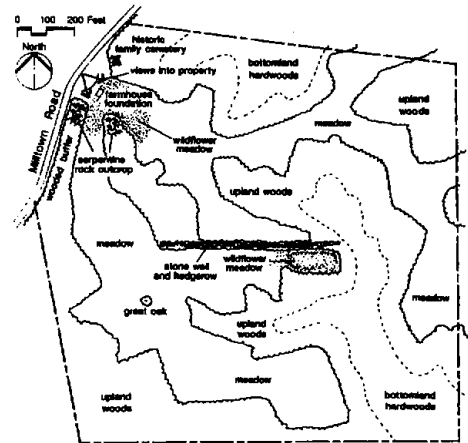 0 100 200 Feet
North
Milltown Road
historic
family cemetery
views into property
farmhouse
foundation
wooded buffer
serpentine
rock outcrop
wildflower
meadow
bottomland
hardwoods
upland
woods
meadow
upland woods
meadow
stone wall
and hedgerow
wildflower
meadow
great oak
upland
woods
meadow
upland
woods
meadow
bottomland
hardwoods